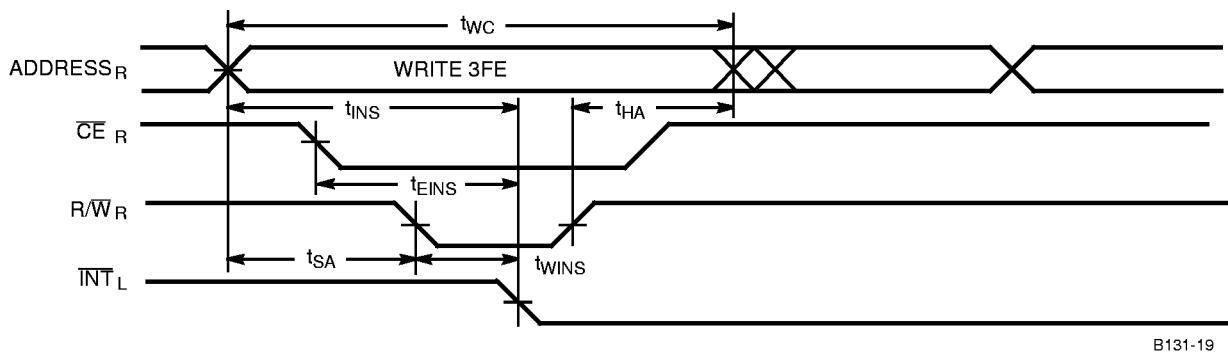 tWC
ADDRESSR
WRITE 3FE
tINS
tHA
CE R
tEINS
R/W R
tSA
tWINS
INT L
B131-19